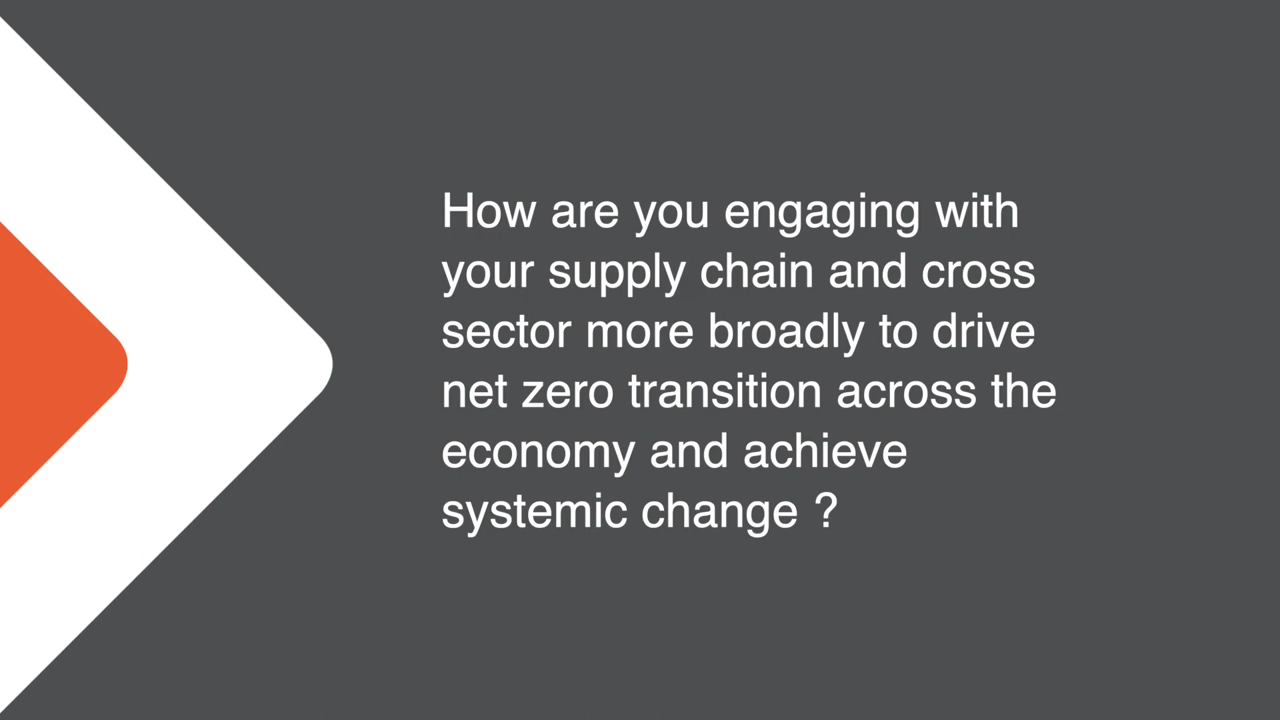 How are you engaging with
your supply chain and cross
sector more broadly to drive
net zero transition across the
economy and achieve
systemic change ?